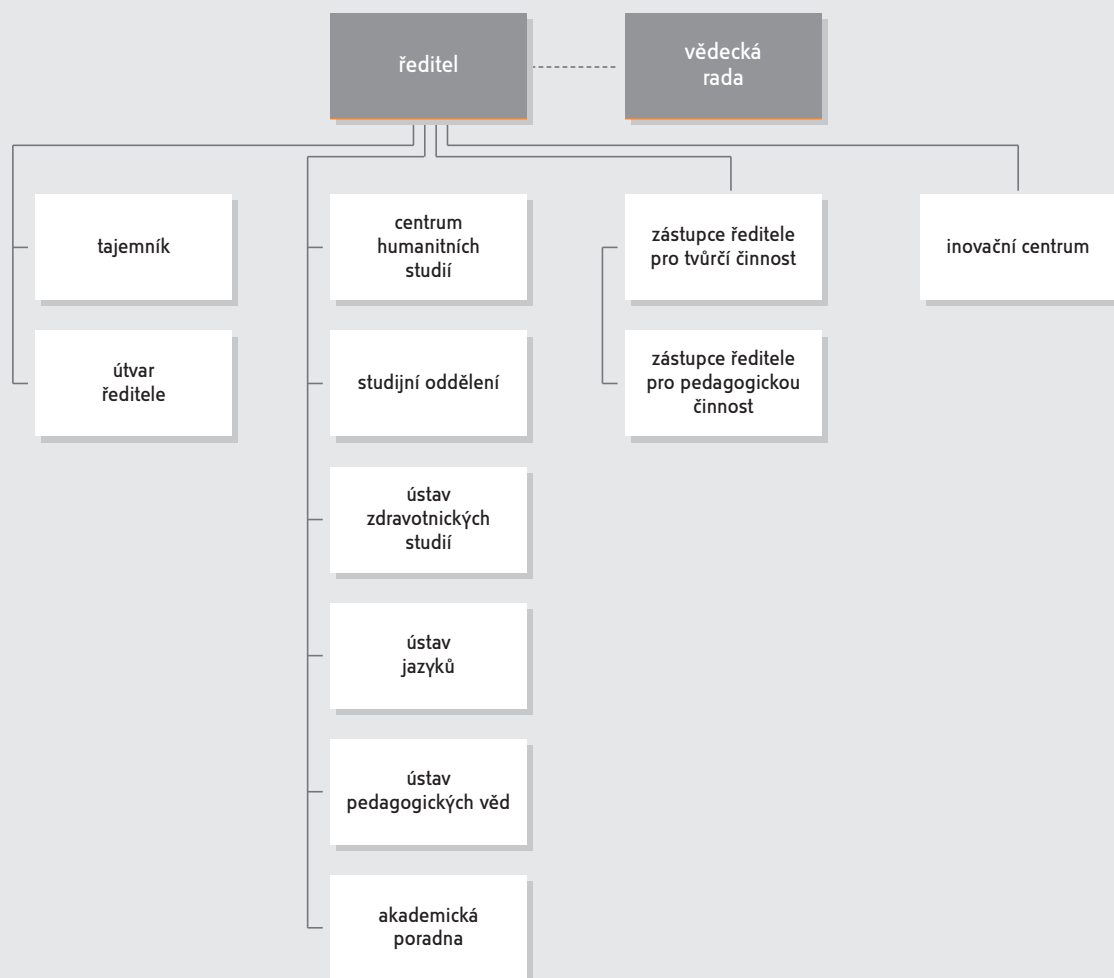 ředitel
vědecká
rada
tajemník
útvar
ředitele
centrum
humanitních
studií
studijní oddělení
ústav
zdravotnických
studií
ústav
jazyků
ústav
pedagogických věd
akademická
poradna
zástupce ředitele
pro tvůrčí činnost
zástupce ředitele
pro pedagogickou
činnost
inovační centrum